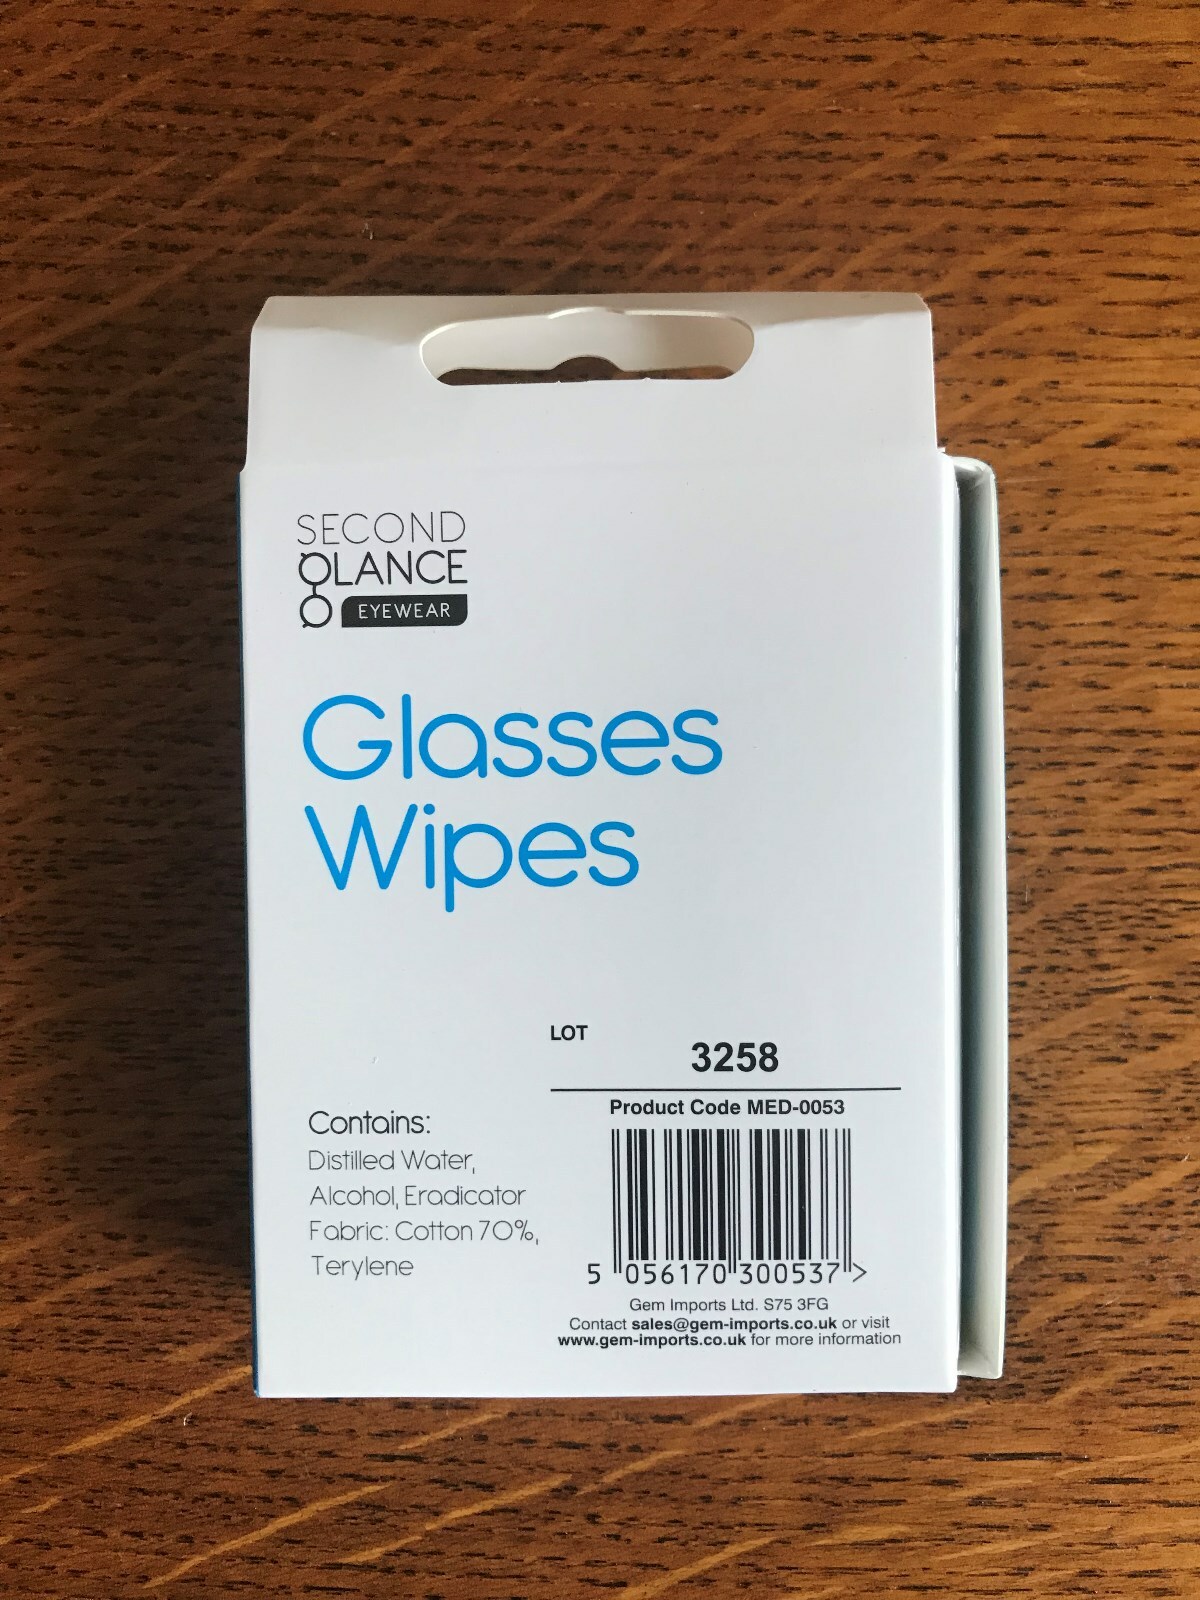 SECOND
GLANCE
EYEWEAR
Glasses
Wipes
LOT
3258
Product Code MED-0053
Contains:
Distilled Water,
Alcohol, Eradicator
Fabric: Cotton 70%,
Terylene
5 056170 300537 >
Gem Imports Ltd. S75 3FG
Contact sales@gem-imports.co.uk or visit
www.gem-imports.co.uk for more information